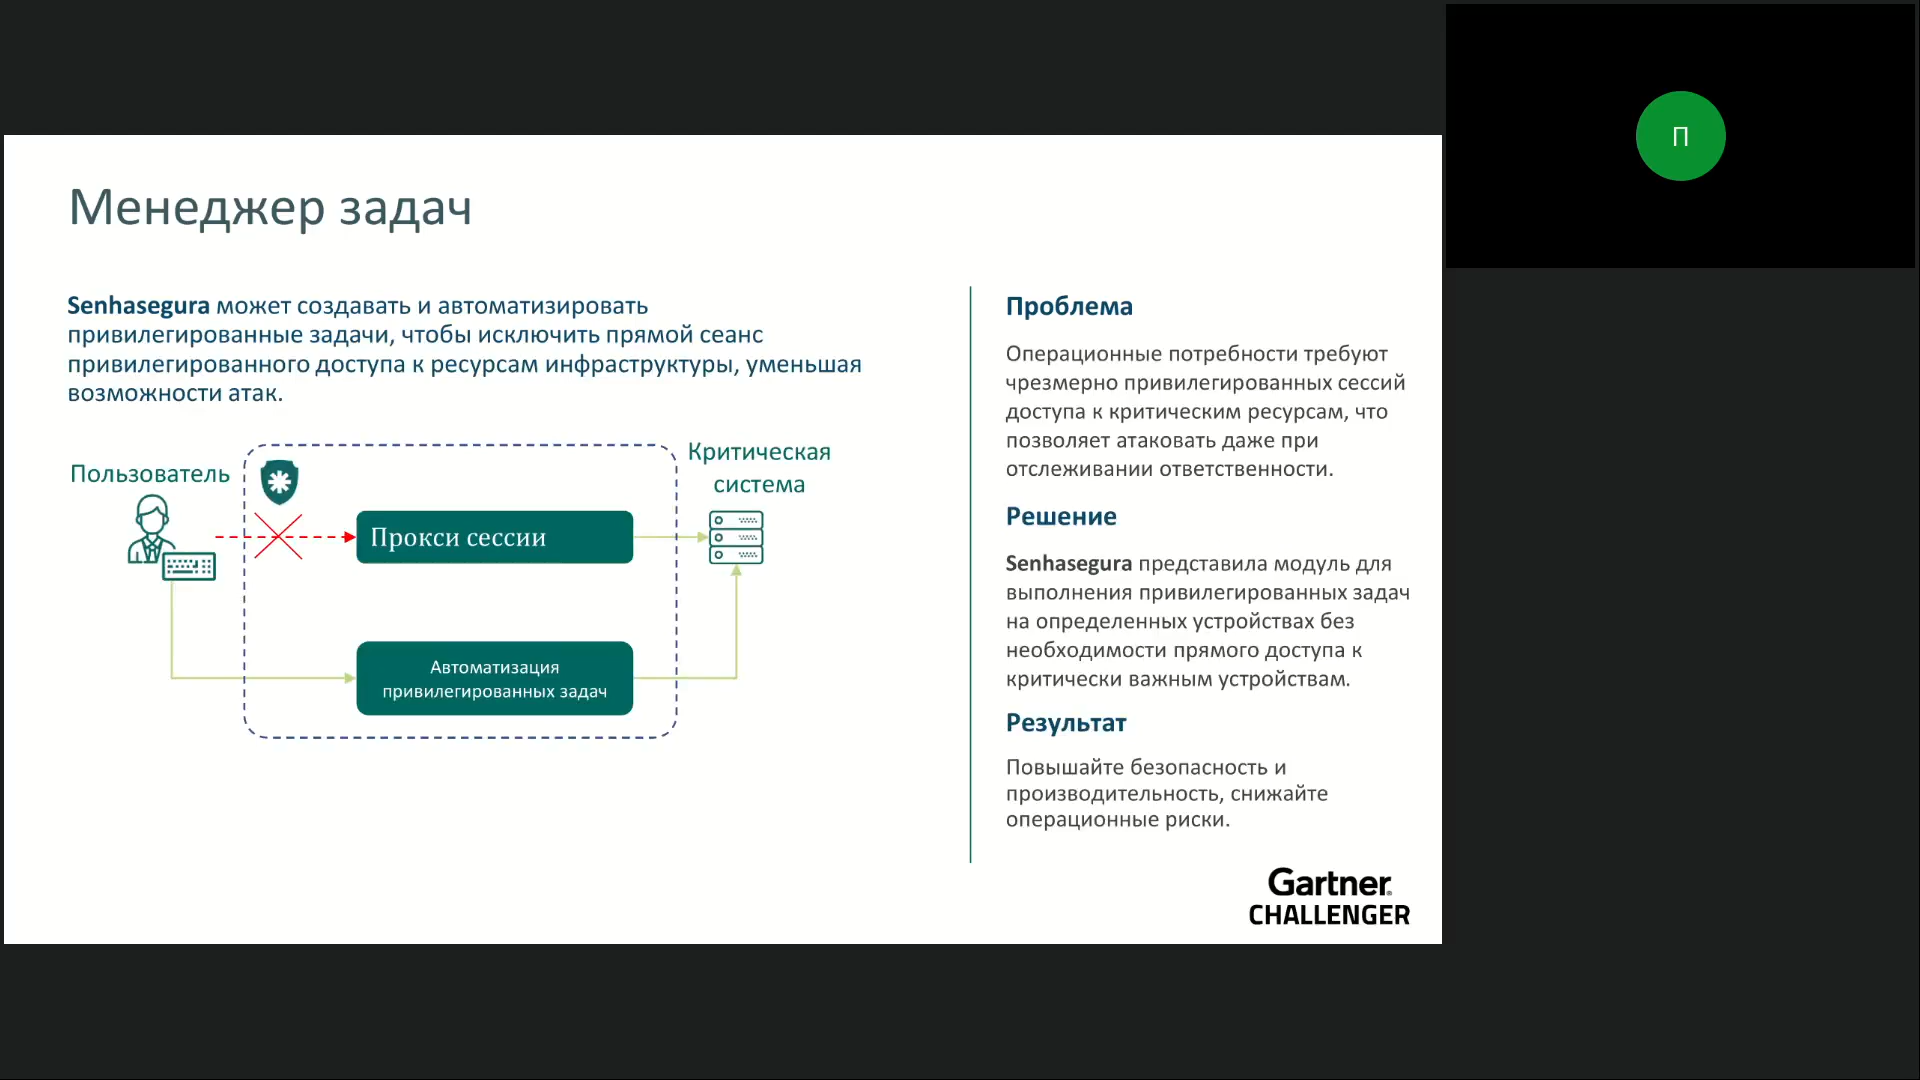 Менеджер задач
Senhasegura может создавать и автоматизировать
привилегированные задачи, чтобы исключить прямой сеанс
привилегированного доступа к ресурсам инфраструктуры, уменьшая
возможности атак.
Пользователь
Критическая
система
Прокси сессии
Автоматизация
привилегированных задач
Проблема
Операционные потребности требуют
чрезмерно привилегированных сессий
доступа к критическим ресурсам, что
позволяет атаковать даже при
отслеживании ответственности.
Решение
Senhasegura представила модуль для
выполнения привилегированных задач
на определенных устройствах без
необходимости прямого доступа к
критически важным устройствам.
Результат
Повышайте безопасность и
производительность, снижайте
операционные риски.
Gartner®
CHALLENGER
П